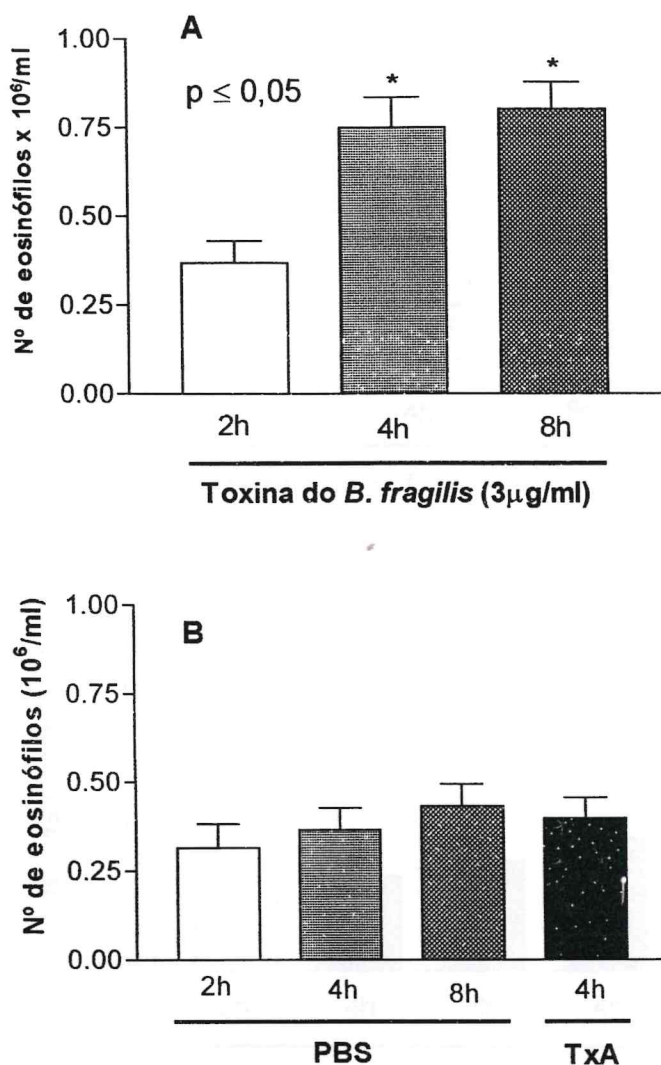 A
p ≤ 0,05
Nº de eosinófilos x 10⁶/ml
1.00
0.75
0.50
0.25
0.00
*
*
2h 4h 8h
Toxina do B. fragilis (3μg/ml)
B
Nº de eosinófilos (10⁶/ml)
1.00
0.75
0.50
0.25
0.00
2h 4h 8h 4h
PBS TxA